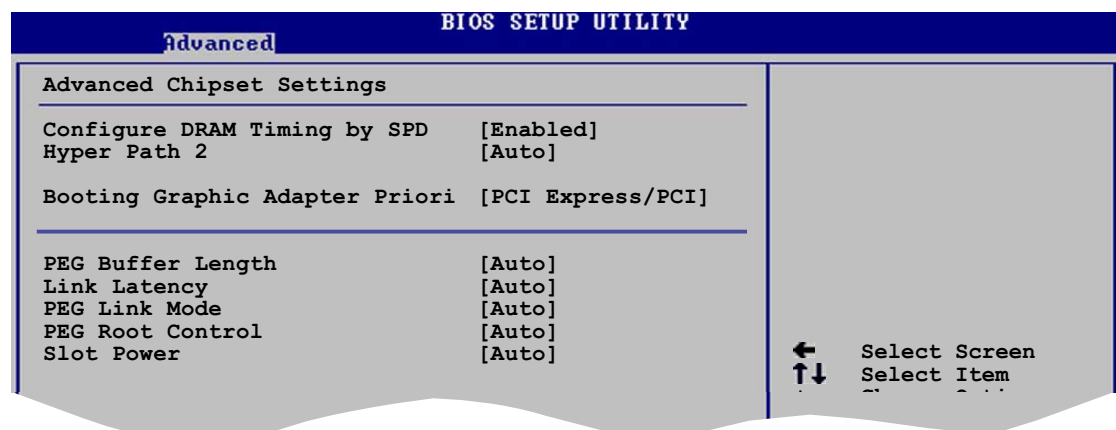 BIOS SETUP UTILITY
Advanced
Advanced Chipset Settings
Configure DRAM Timing by SPD [Enabled]
Hyper Path 2 [Auto]
Booting Graphic Adapter Priori [PCI Express/PCI]
PEG Buffer Length [Auto]
Link Latency [Auto]
PEG Link Mode [Auto]
PEG Root Control [Auto]
Slot Power [Auto]
← Select Screen
↑↓ Select Item